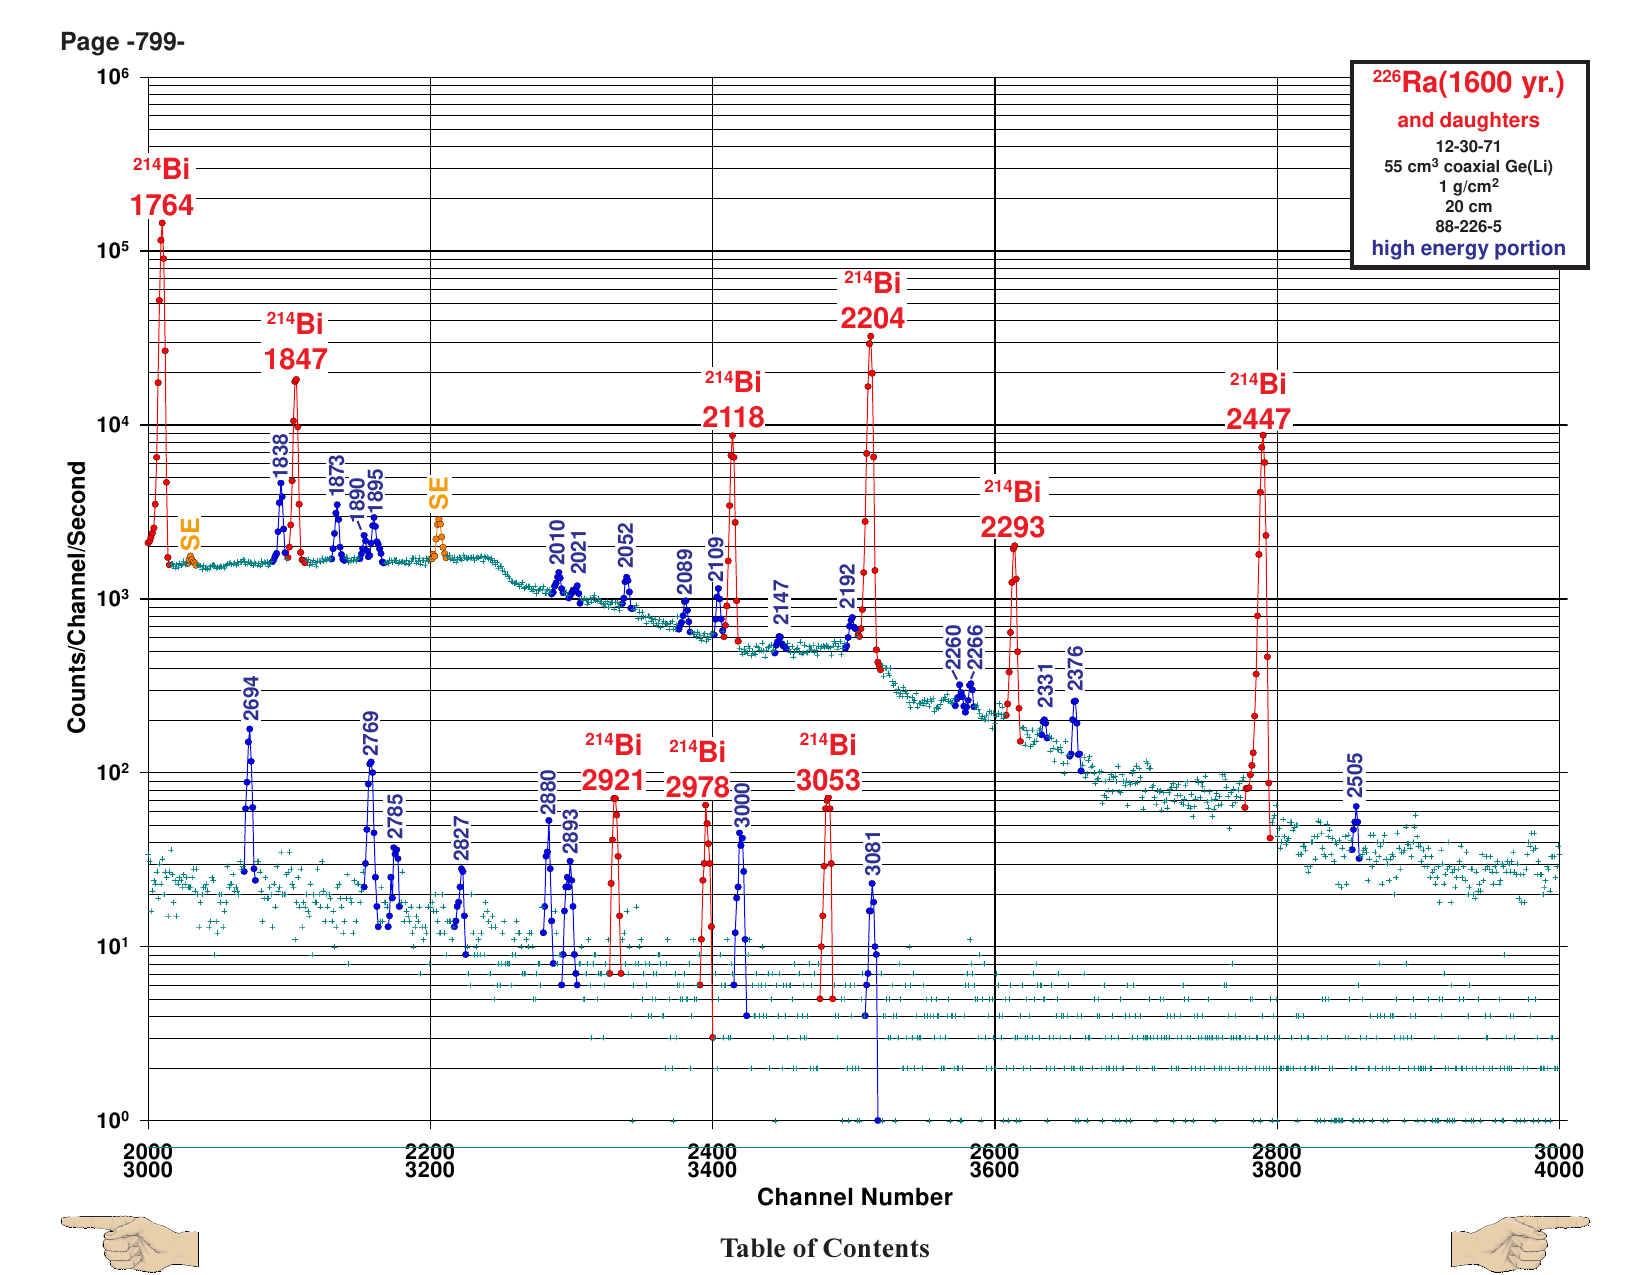 Page -799-
²²⁶Ra(1600 yr.)
and daughters
12-30-71
55 cm³ coaxial Ge(Li)
1 g/cm²
20 cm
88-226-5
high energy portion
Counts/Channel/Second
10⁶
10⁵
10⁴
10³
10²
10¹
10⁰
²¹⁴Bi
1764
SE
1838
²¹⁴Bi
1847
1873
1890
1895
SE
2010
2021
2052
2089
2109
²¹⁴Bi
2118
2147
2192
²¹⁴Bi
2204
2260
2266
²¹⁴Bi
2293
2331
2376
²¹⁴Bi
2447
2505
2694
2769
2785
2827
2880
2893
²¹⁴Bi
2921
²¹⁴Bi
2978
3000
²¹⁴Bi
3053
3081
2000 2200 2400 2600 2800 3000
3000 3200 3400 3600 3800 4000
Channel Number
Table of Contents